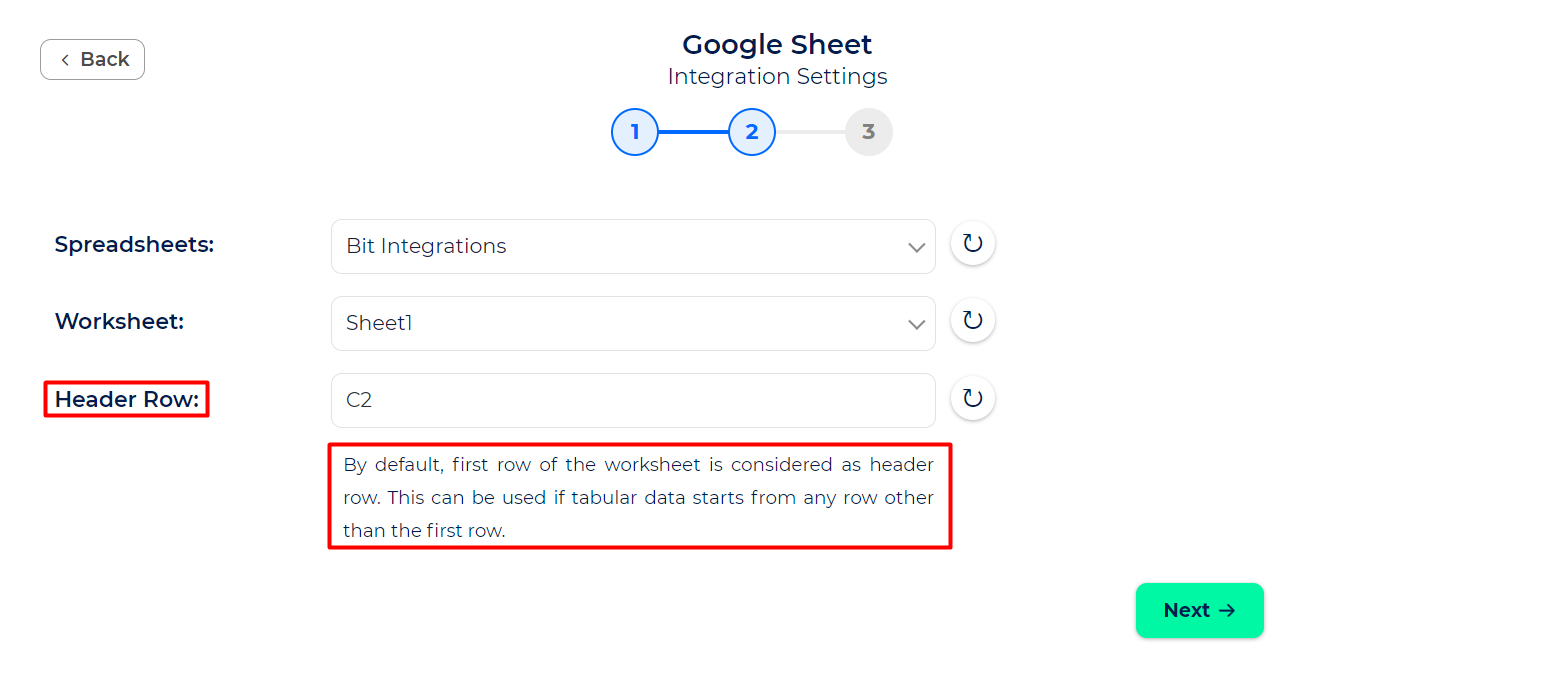 Back
Google Sheet
Integration Settings
1
2
3
Spreadsheets:
Bit Integrations
Worksheet:
Sheet1
Header Row:
C2
By default, first row of the worksheet is considered as header
row. This can be used if tabular data starts from any row other
than the first row.
Next